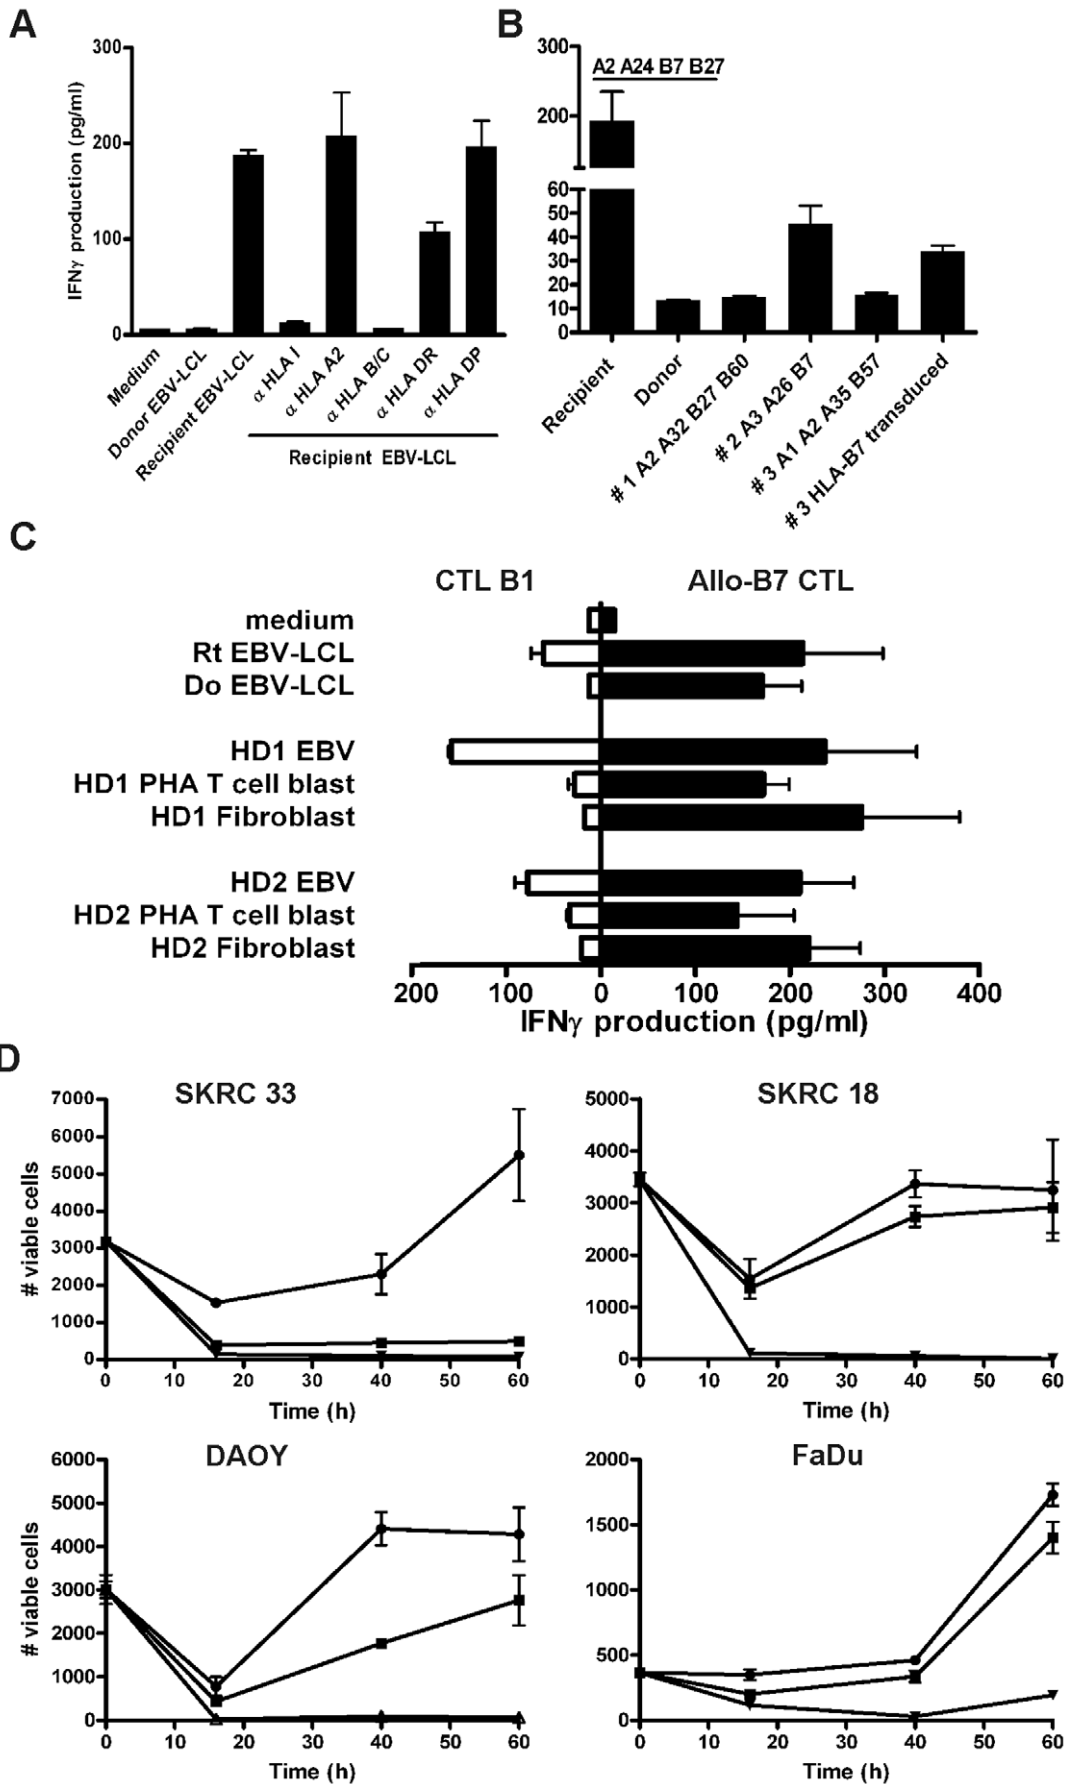 A
300
200
100
0
IFNγ production (pg/ml)
Medium
Donor EBV-LCL
Recipient EBV-LCL
α HLA I
α HLA A2
α HLA B/C
α HLA DR
α HLA DP
Recipient EBV-LCL
B
A2 A24 B7 B27
300
200
60
50
40
30
20
10
0
Recipient
Donor
# 1 A2 A32 B27 B60
# 2 A3 A26 B7
# 3 A1 A2 A35 B57
# 3 HLA-B7 transduced
C
CTL B1 Allo-B7 CTL
medium
Rt EBV-LCL
Do EBV-LCL
HD1 EBV
HD1 PHA T cell blast
HD1 Fibroblast
HD2 EBV
HD2 PHA T cell blast
HD2 Fibroblast
200 100 0 100 200 300 400
IFNγ production (pg/ml)
D
SKRC 33
7000
6000
5000
4000
3000
2000
1000
0
# viable cells
0 10 20 30 40 50 60
Time (h)
SKRC 18
5000
4000
3000
2000
1000
0
0 10 20 30 40 50 60
Time (h)
DAOY
6000
5000
4000
3000
2000
1000
0
# viable cells
0 10 20 30 40 50 60
Time (h)
FaDu
2000
1500
1000
500
0
0 10 20 30 40 50 60
Time (h)